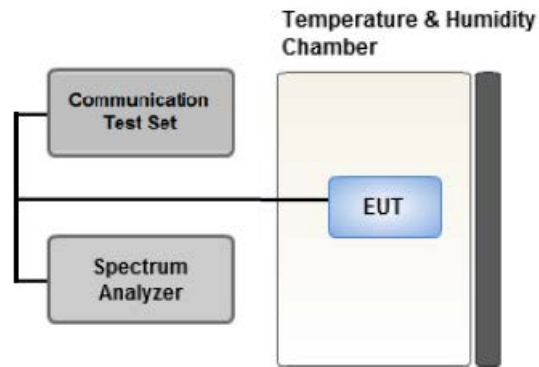 Temperature & Humidity
Chamber
Communication
Test Set
EUT
Spectrum
Analyzer